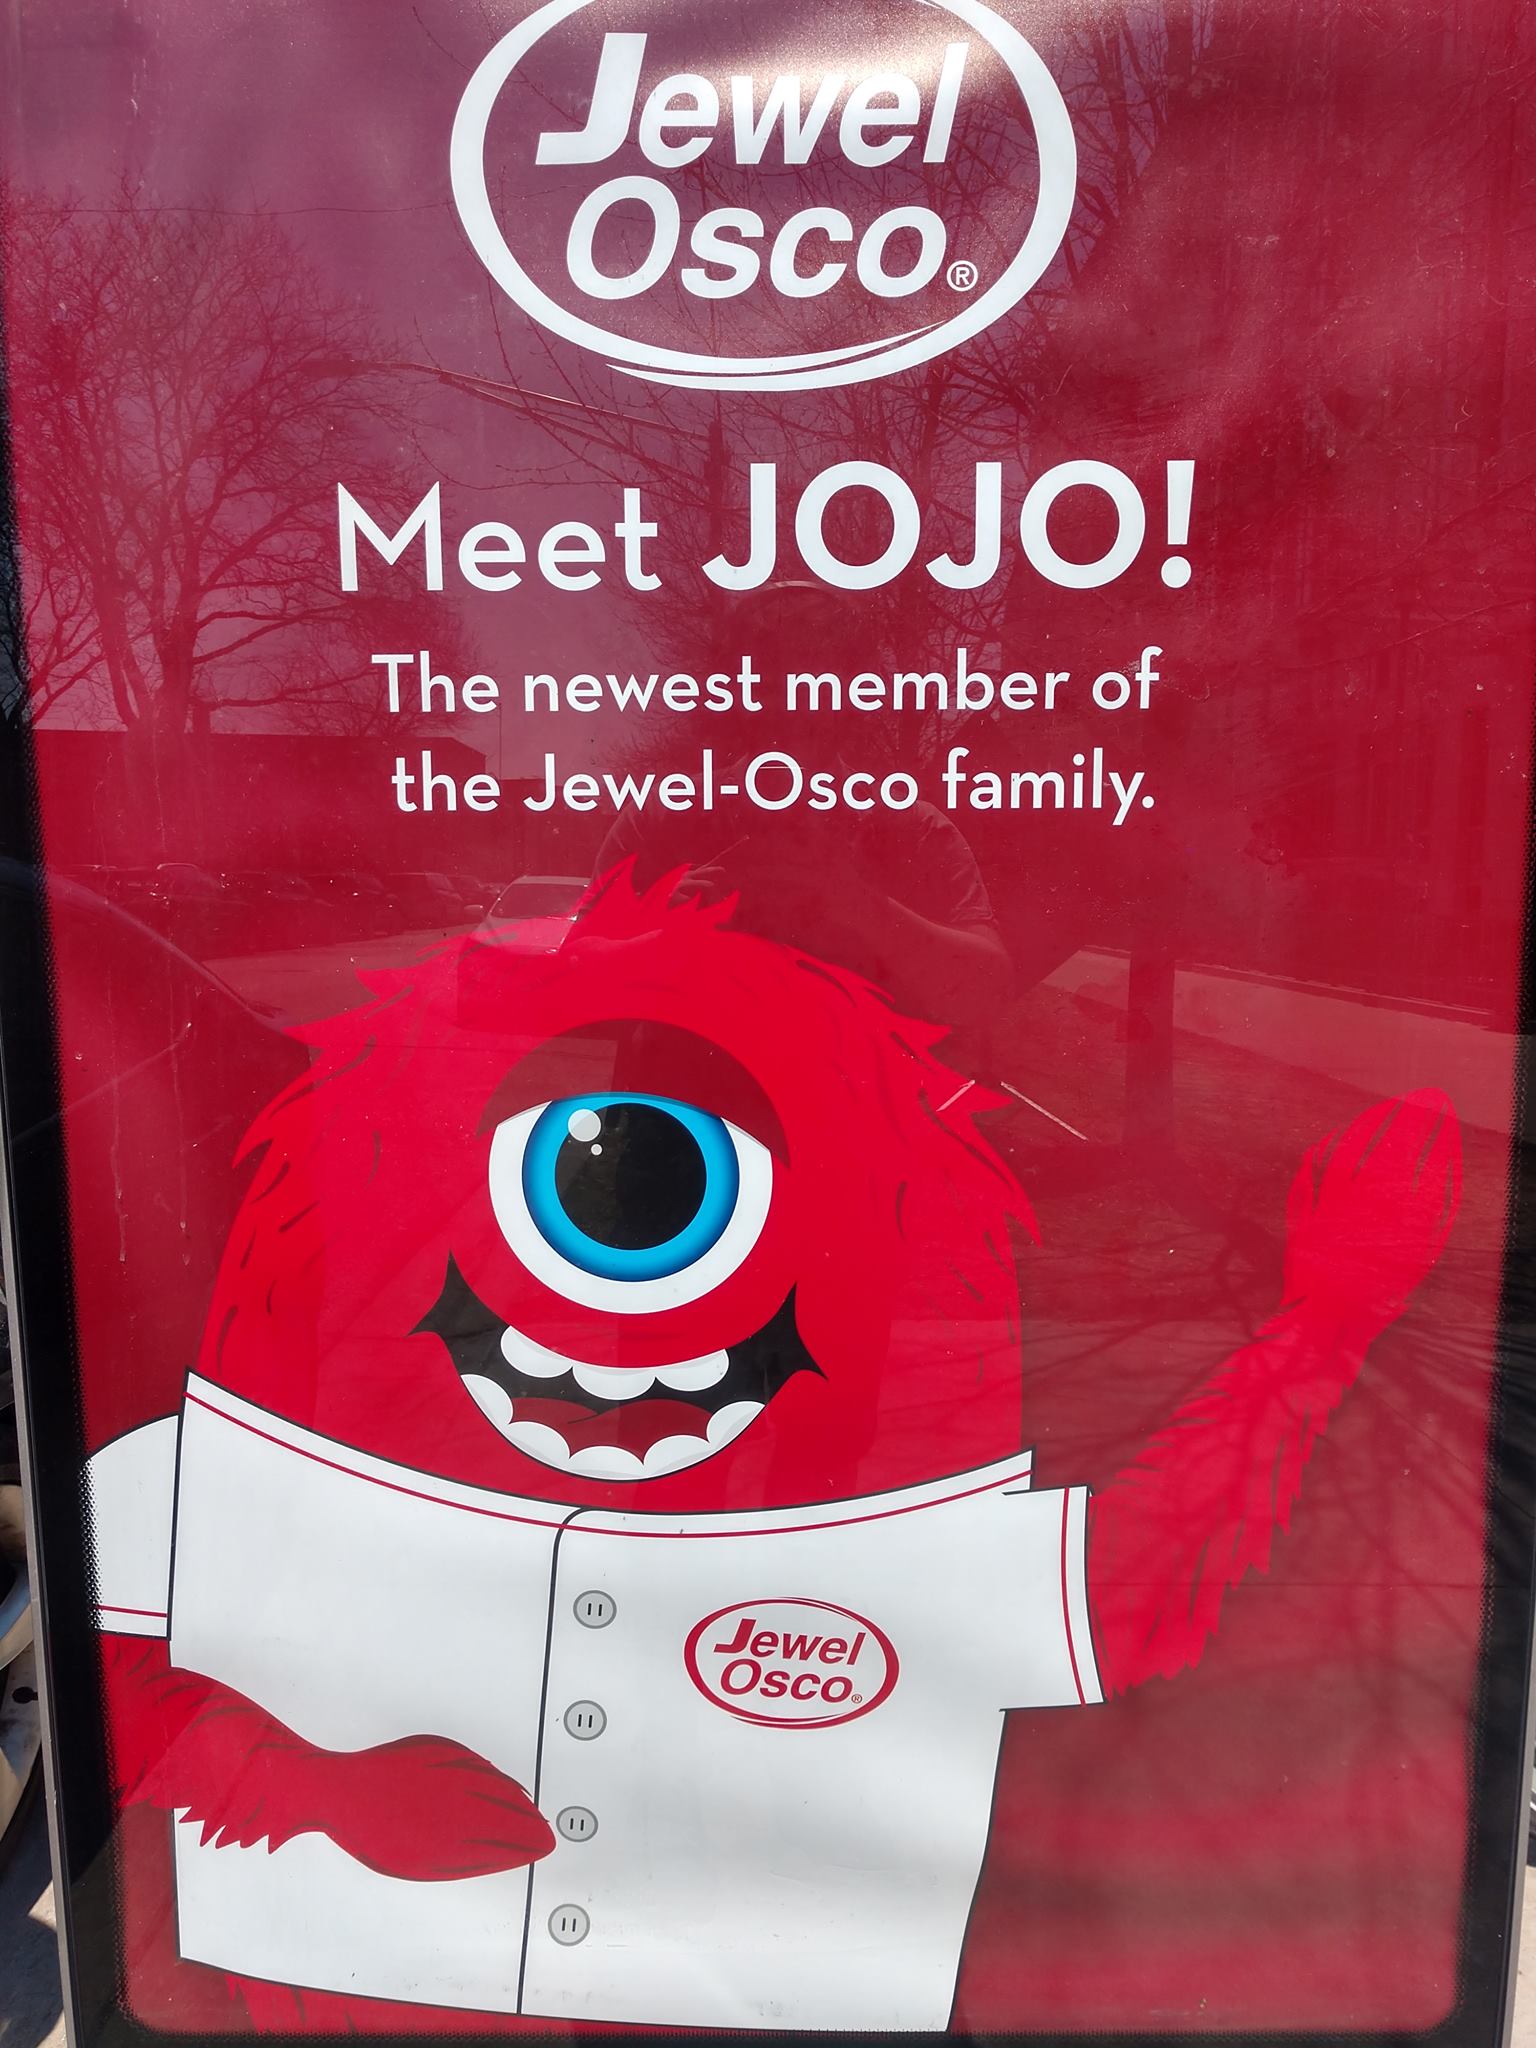 Jewel
Osco®
Meet JOJO!
The newest member of
the Jewel-Osco family.
Jewel
Osco®